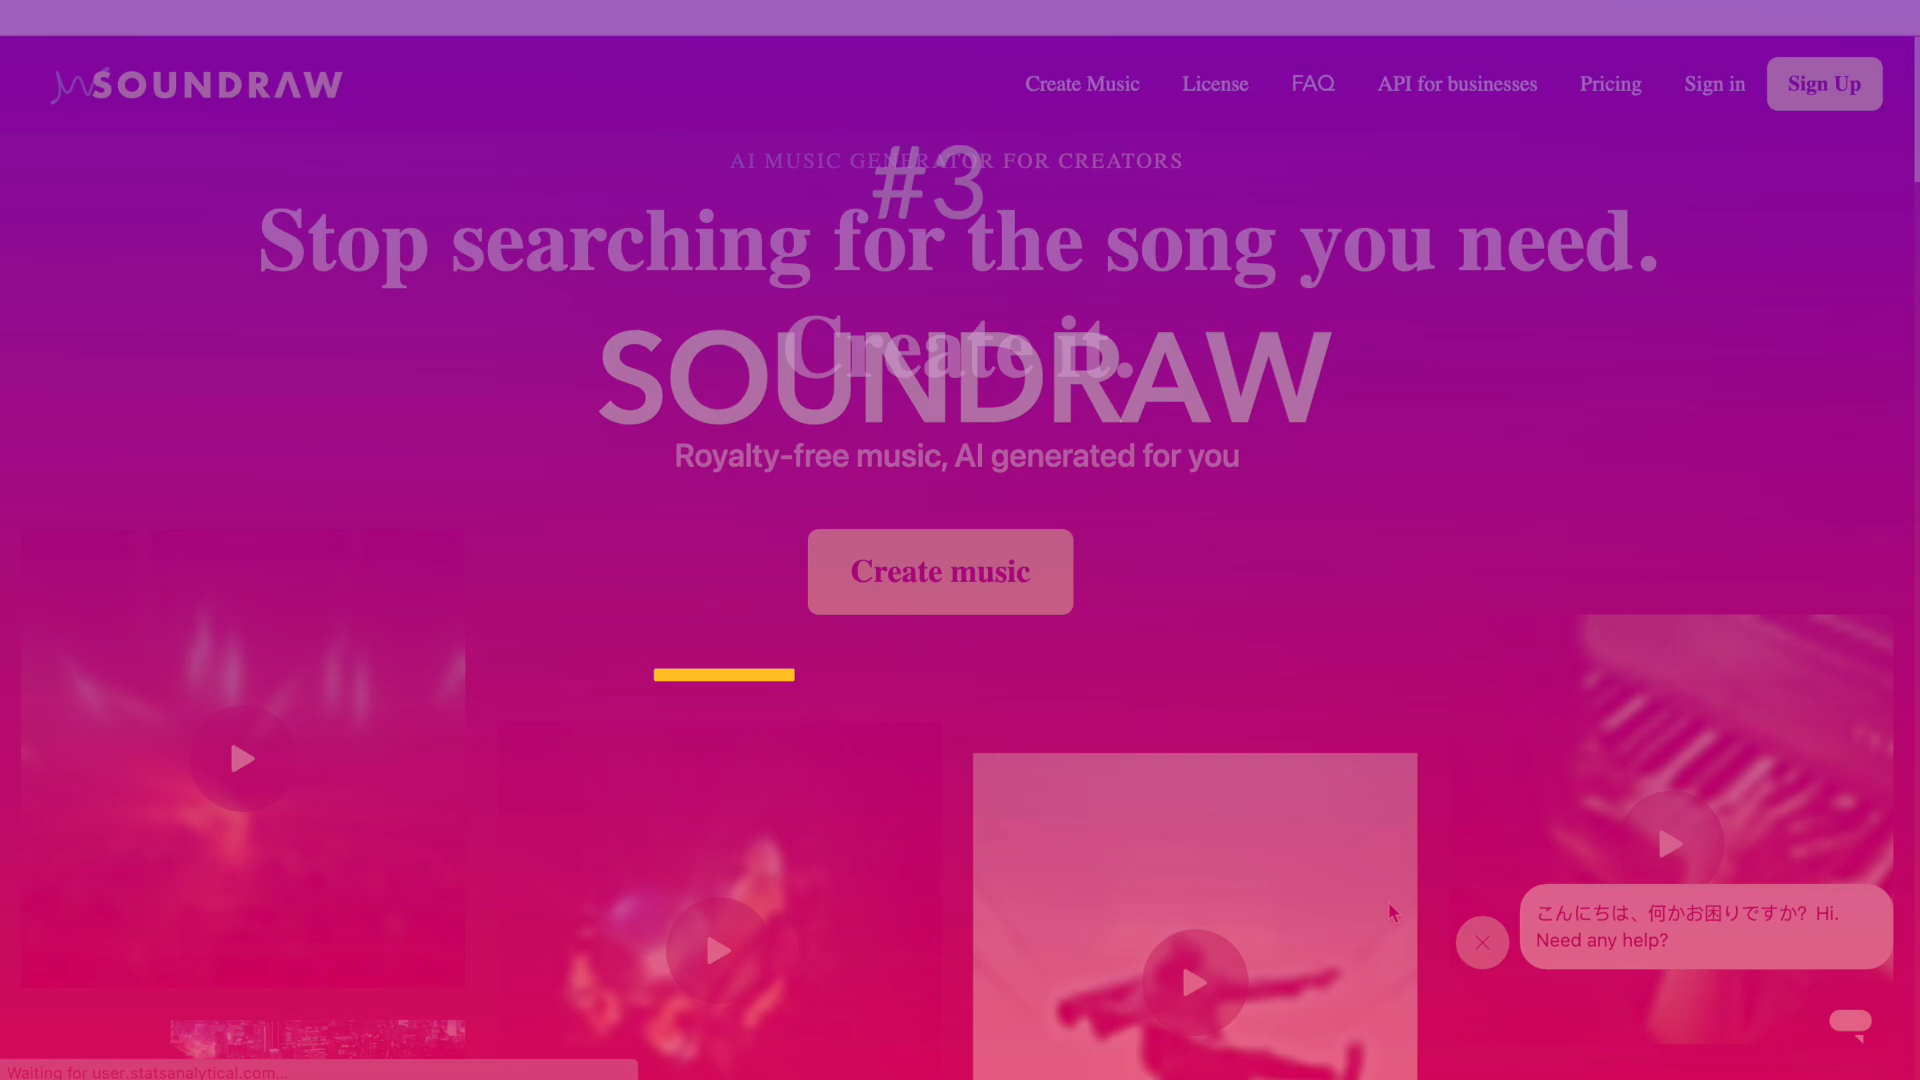 SOUNDRAW
Create Music
License
FAQ
API for businesses
Pricing
Sign in
Sign Up
AI MUSIC GENERATOR FOR CREATORS
#3
Stop searching for the song you need.
Create it.
SOUNDRAW
Royalty-free music, AI generated for you
Create music
こんにちは、何かお困りですか? Hi.
Need any help?
Waiting for user.statsanalytical.com...